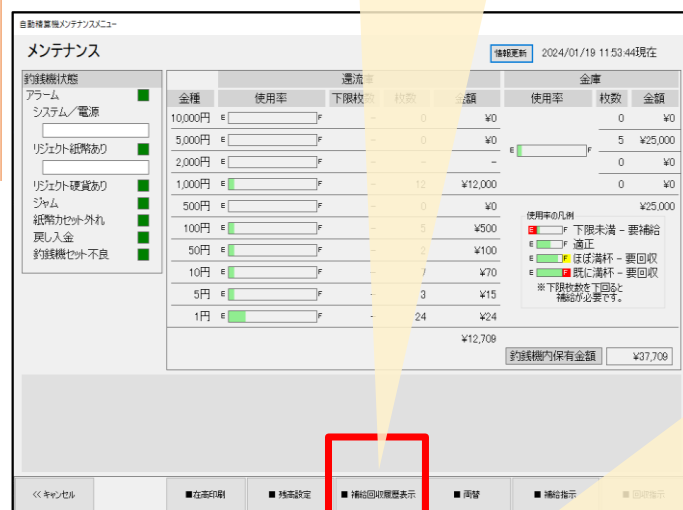 自動精算機メンテナンスメニュー
メンテナンス
情報更新 2024/01/19 11:53:44現在
釣銭機状態
アラーム
システム／電源
リジェクト紙幣あり
リジェクト硬貨あり
ジャム
紙幣カセット外れ
戻し入金
釣銭機セット不良
還流庫 金庫
金種 使用率 下限枚数 枚数 金額 使用率 枚数 金額
10,000円 E F - 0 ¥0 0 ¥0
5,000円 E F - 0 ¥0 E F 5 ¥25,000
2,000円 E F - - - 0 ¥0
1,000円 E F - 12 ¥12,000 0 ¥0
500円 E F - 0 ¥0 ¥25,000
100円 E F - 5 ¥500
50円 E F - 2 ¥100
10円 E F - 7 ¥70
5円 E F - 3 ¥15
1円 E F - 24 ¥24
¥12,709
使用率の凡例
E F 下限未満 - 要補給
E F 適正
E F ほぼ満杯 - 要回収
E F 既に満杯 - 要回収
※下限枚数を下回ると
補給が必要です。
釣銭機内保有金額 ¥37,709
<< キャンセル ■在高印刷 ■ 残高設定 ■ 補給回収履歴表示 ■ 両替 ■ 補給指示 ■ 回収指示